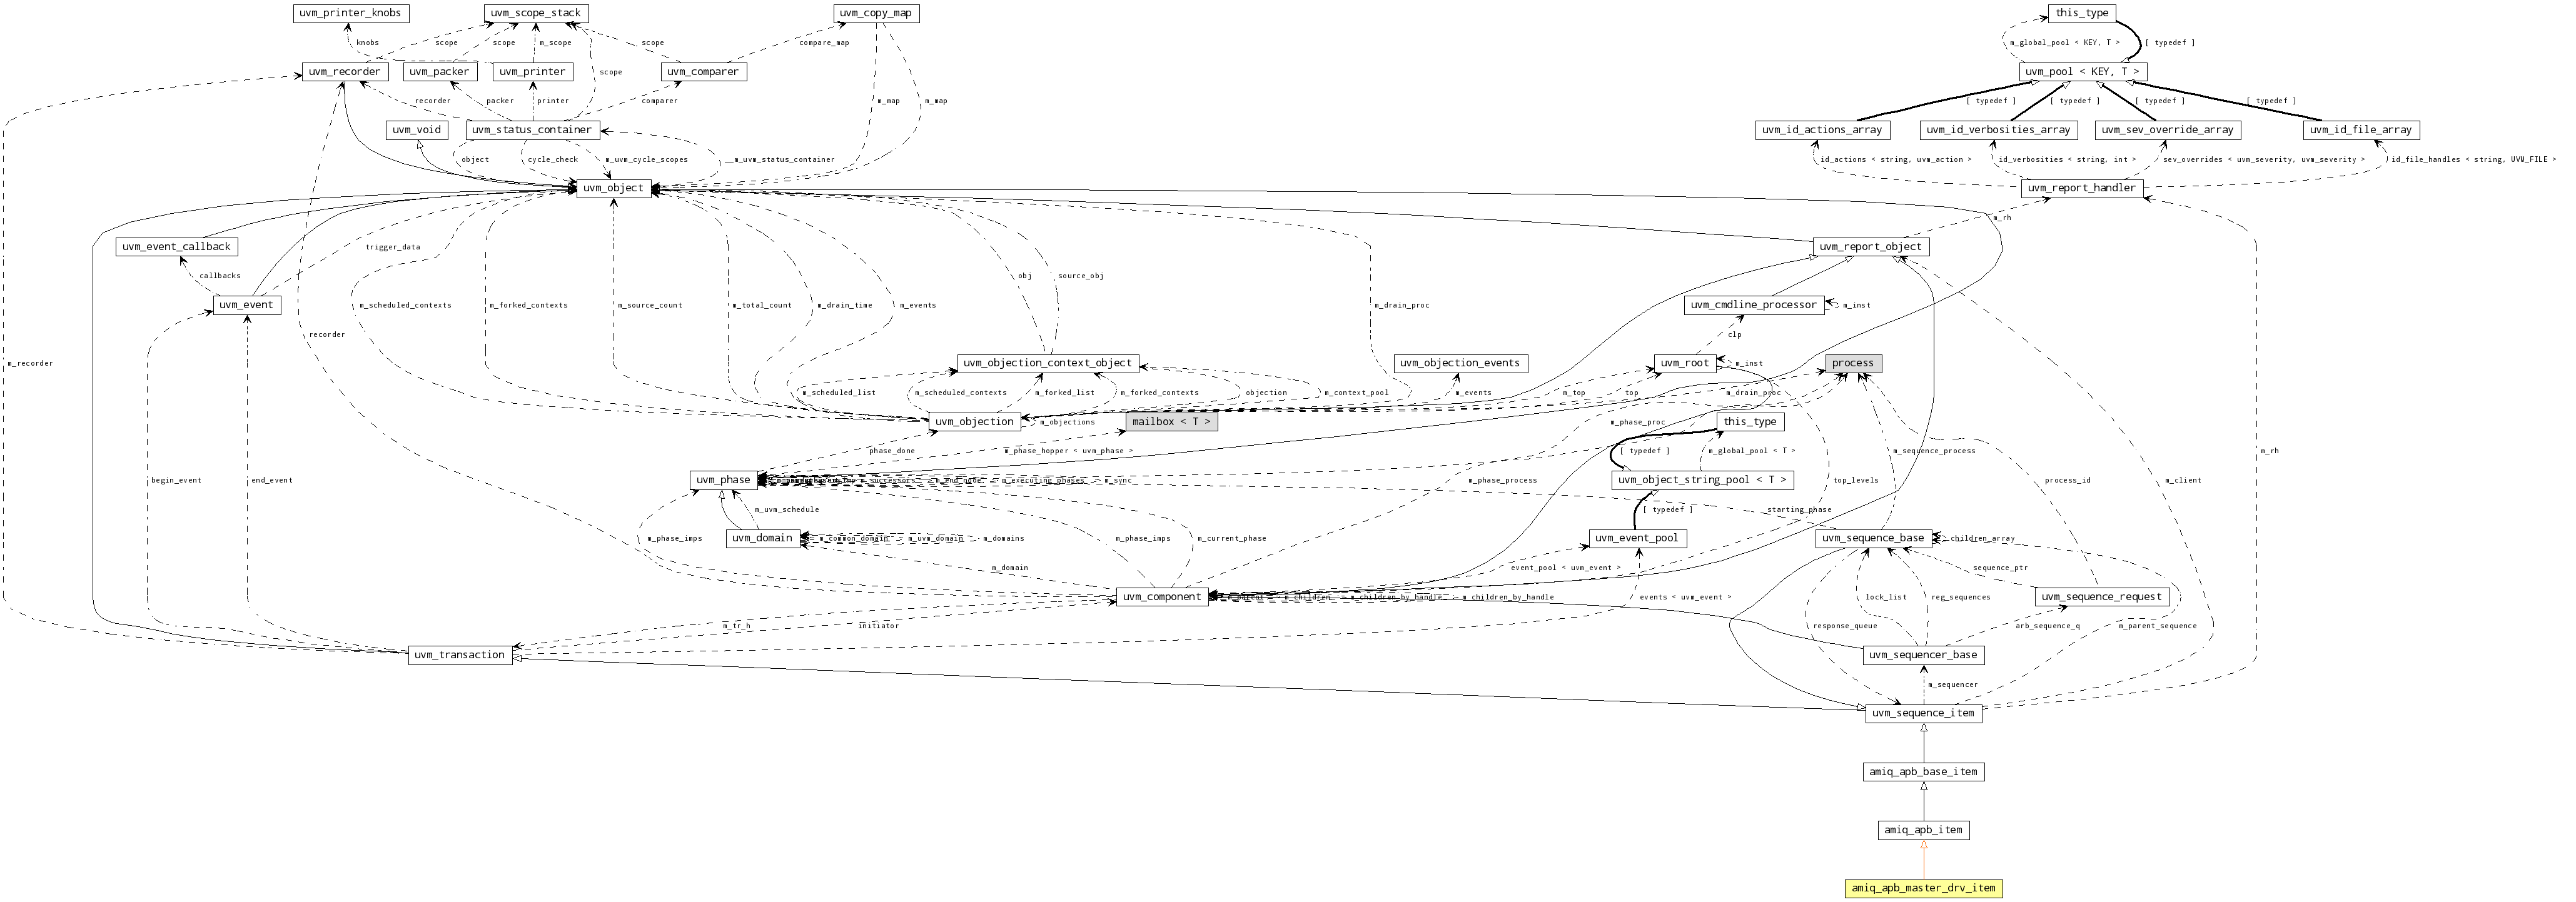 uvm_printer_knobs
uvm_scope_stack
uvm_copy_map
this_type
knobs
scope
scope
m_scope
scope
compare_map
m_global_pool < KEY, T >
[ typedef ]
scope
uvm_recorder
uvm_packer
uvm_printer
uvm_comparer
uvm_pool < KEY, T >
recorder
packer
printer
comparer
m_map
m_map
[ typedef ]
[ typedef ]
[ typedef ]
[ typedef ]
uvm_void
uvm_status_container
uvm_id_actions_array
uvm_id_verbosities_array
uvm_sev_override_array
uvm_id_file_array
object
cycle_check
m_uvm_cycle_scopes
__m_uvm_status_container
id_actions < string, uvm_action >
id_verbosities < string, int >
sev_overrides < uvm_severity, uvm_severity >
id_file_handles < string, UVM_FILE >
uvm_object
uvm_report_handler
m_rh
uvm_event_callback
trigger_data
uvm_report_object
callbacks
obj
source_obj
uvm_event
m_scheduled_contexts
m_forked_contexts
m_source_count
m_total_count
m_drain_time
m_events
m_drain_proc
uvm_cmdline_processor
m_inst
recorder
clp
m_recorder
uvm_objection_context_object
uvm_objection_events
uvm_root
m_inst
process
m_scheduled_list
m_scheduled_contexts
m_forked_list
m_forked_contexts
objection
m_context_pool
m_events
m_top
top
m_drain_proc
uvm_objection
m_objections
mailbox < T >
m_phase_proc
this_type
phase_done
m_phase_hopper < uvm_phase >
[ typedef ]
m_global_pool < T >
m_sequence_process
m_rh
begin_event
end_event
uvm_phase
m_end_node
m_executing_phases
m_sync
m_phase_process
uvm_object_string_pool < T >
top_levels
process_id
m_client
m_uvm_schedule
[ typedef ]
starting_phase
uvm_domain
m_common_domain
m_uvm_domain
m_domains
m_phase_imps
m_phase_imps
m_current_phase
uvm_event_pool
uvm_sequence_base
children_array
m_domain
event_pool < uvm_event >
sequence_ptr
uvm_component
m_children
m_children_by_handle
m_children_by_handle
events < uvm_event >
lock_list
reg_sequences
uvm_sequence_request
m_tr_h
initiator
response_queue
arb_sequence_q
m_parent_sequence
uvm_transaction
uvm_sequencer_base
m_sequencer
uvm_sequence_item
amiq_apb_base_item
amiq_apb_item
amiq_apb_master_drv_item